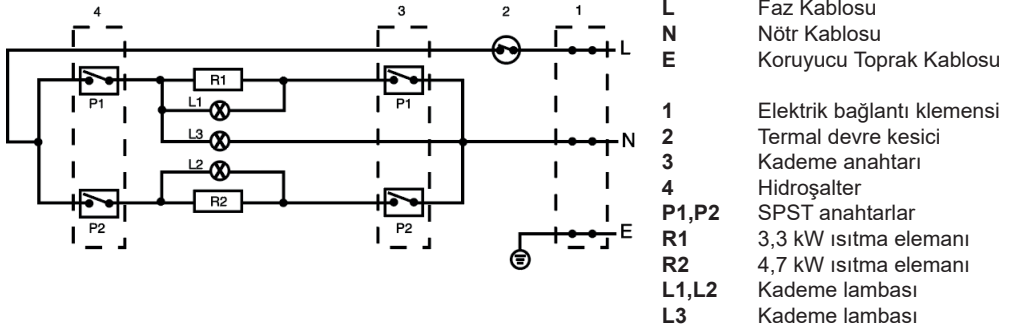 4 3 2 1
L
R1
P1 P1
L1
L3
N
L2
R2
P2 P2
E
L Faz Kablosu
N Nötr Kablosu
E Koruyucu Toprak Kablosu
1 Elektrik bağlantı klemensi
2 Termal devre kesici
3 Kademe anahtarı
4 Hidroşalter
P1,P2 SPST anahtarlar
R1 3,3 kW ısıtma elemanı
R2 4,7 kW ısıtma elemanı
L1,L2 Kademe lambası
L3 Kademe lambası